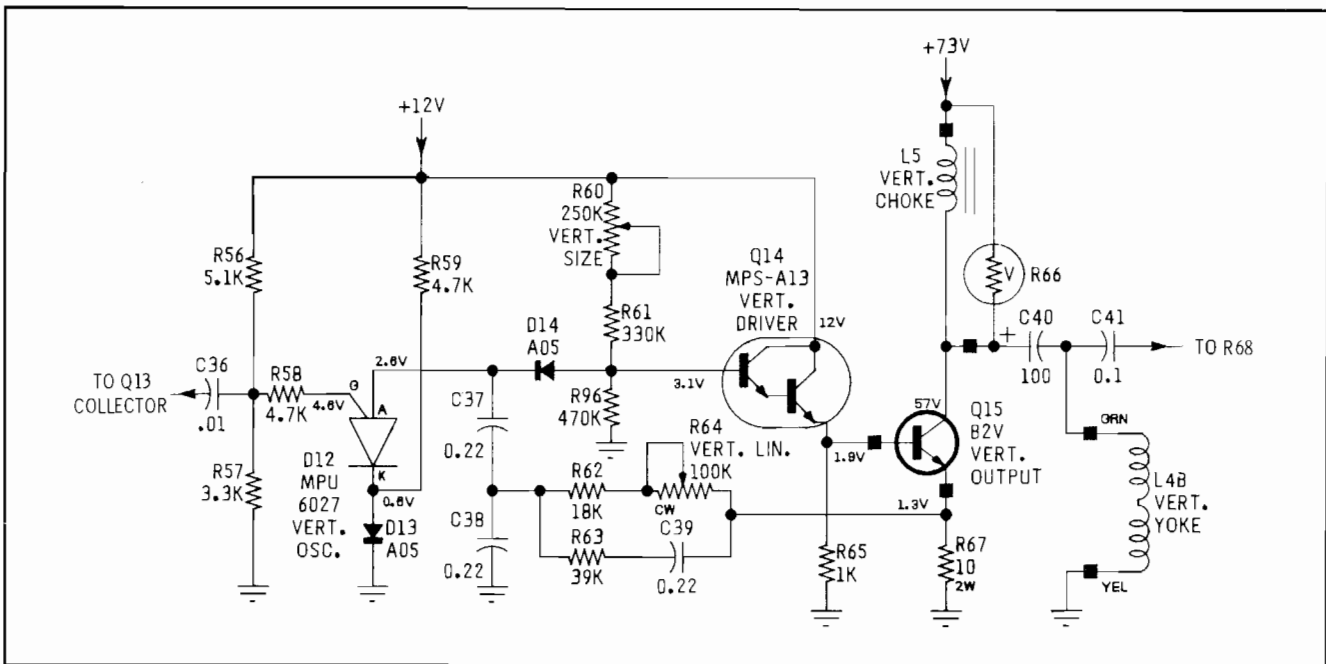 +12V
+73V
R56
5.1K
R59
4.7K
R60
250K
VERT.
SIZE
R61
330K
L5
VERT.
CHOKE
V
R66
Q14
MPS-A13
VERT.
DRIVER
12V
TO Q13
COLLECTOR
C36
.01
R58
4.7K
G
4.6V
2.6V
A
K
D12
MPU
6027
VERT.
OSC.
R57
3.3K
0.6V
D13
A05
D14
A05
C37
0.22
C38
0.22
R96
470K
3.1V
R62
18K
R64
VERT. LIN.
100K
CW
R63
39K
C39
0.22
1.9V
R65
1K
57V
Q15
B2V
VERT.
OUTPUT
1.3V
R67
10
2W
+
C40
100
C41
0.1
TO R68
GRN
L4B
VERT.
YOKE
YEL